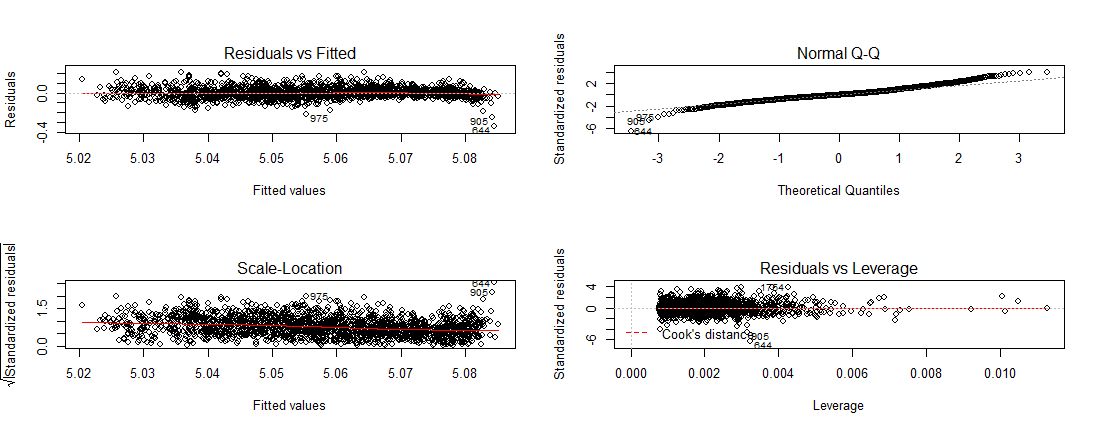 Residuals vs Fitted
Residuals
0.0
-0.4
975
905
644
5.02 5.03 5.04 5.05 5.06 5.07 5.08
Fitted values
Normal Q-Q
Standardized residuals
2
-2
-6
975
905
644
-3 -2 -1 0 1 2 3
Theoretical Quantiles
Scale-Location
√|Standardized residuals|
1.5
0.0
975
644
905
5.02 5.03 5.04 5.05 5.06 5.07 5.08
Fitted values
Residuals vs Leverage
Standardized residuals
4
0
-6
Cook's distance
905
644
0.000 0.002 0.004 0.006 0.008 0.010
Leverage